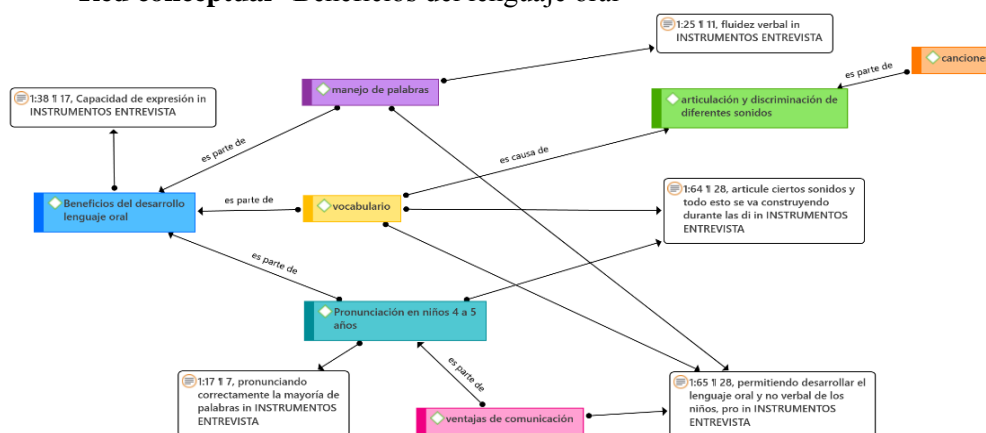 Red conceptual "Beneficios del lenguaje oral"
1:25 ¶ 11, fluidez verbal in
INSTRUMENTOS ENTREVISTA
canciones
es parte de
manejo de palabras
1:38 ¶ 17, Capacidad de expresión in
INSTRUMENTOS ENTREVISTA
articulación y discriminación de
diferentes sonidos
es parte de
es causa de
Beneficios del desarrollo
lenguaje oral
es parte de
vocabulario
1:64 ¶ 28, articule ciertos sonidos y
todo esto se va construyendo
durante las di in INSTRUMENTOS
ENTREVISTA
es parte de
Pronunciación en niños 4 a 5
años
es parte de
1:17 ¶ 7, pronunciando
correctamente la mayoría de
palabras in INSTRUMENTOS
ENTREVISTA
ventajas de comunicación
1:65 ¶ 28, permitiendo desarrollar el
lenguaje oral y no verbal de los
niños, pro in INSTRUMENTOS
ENTREVISTA